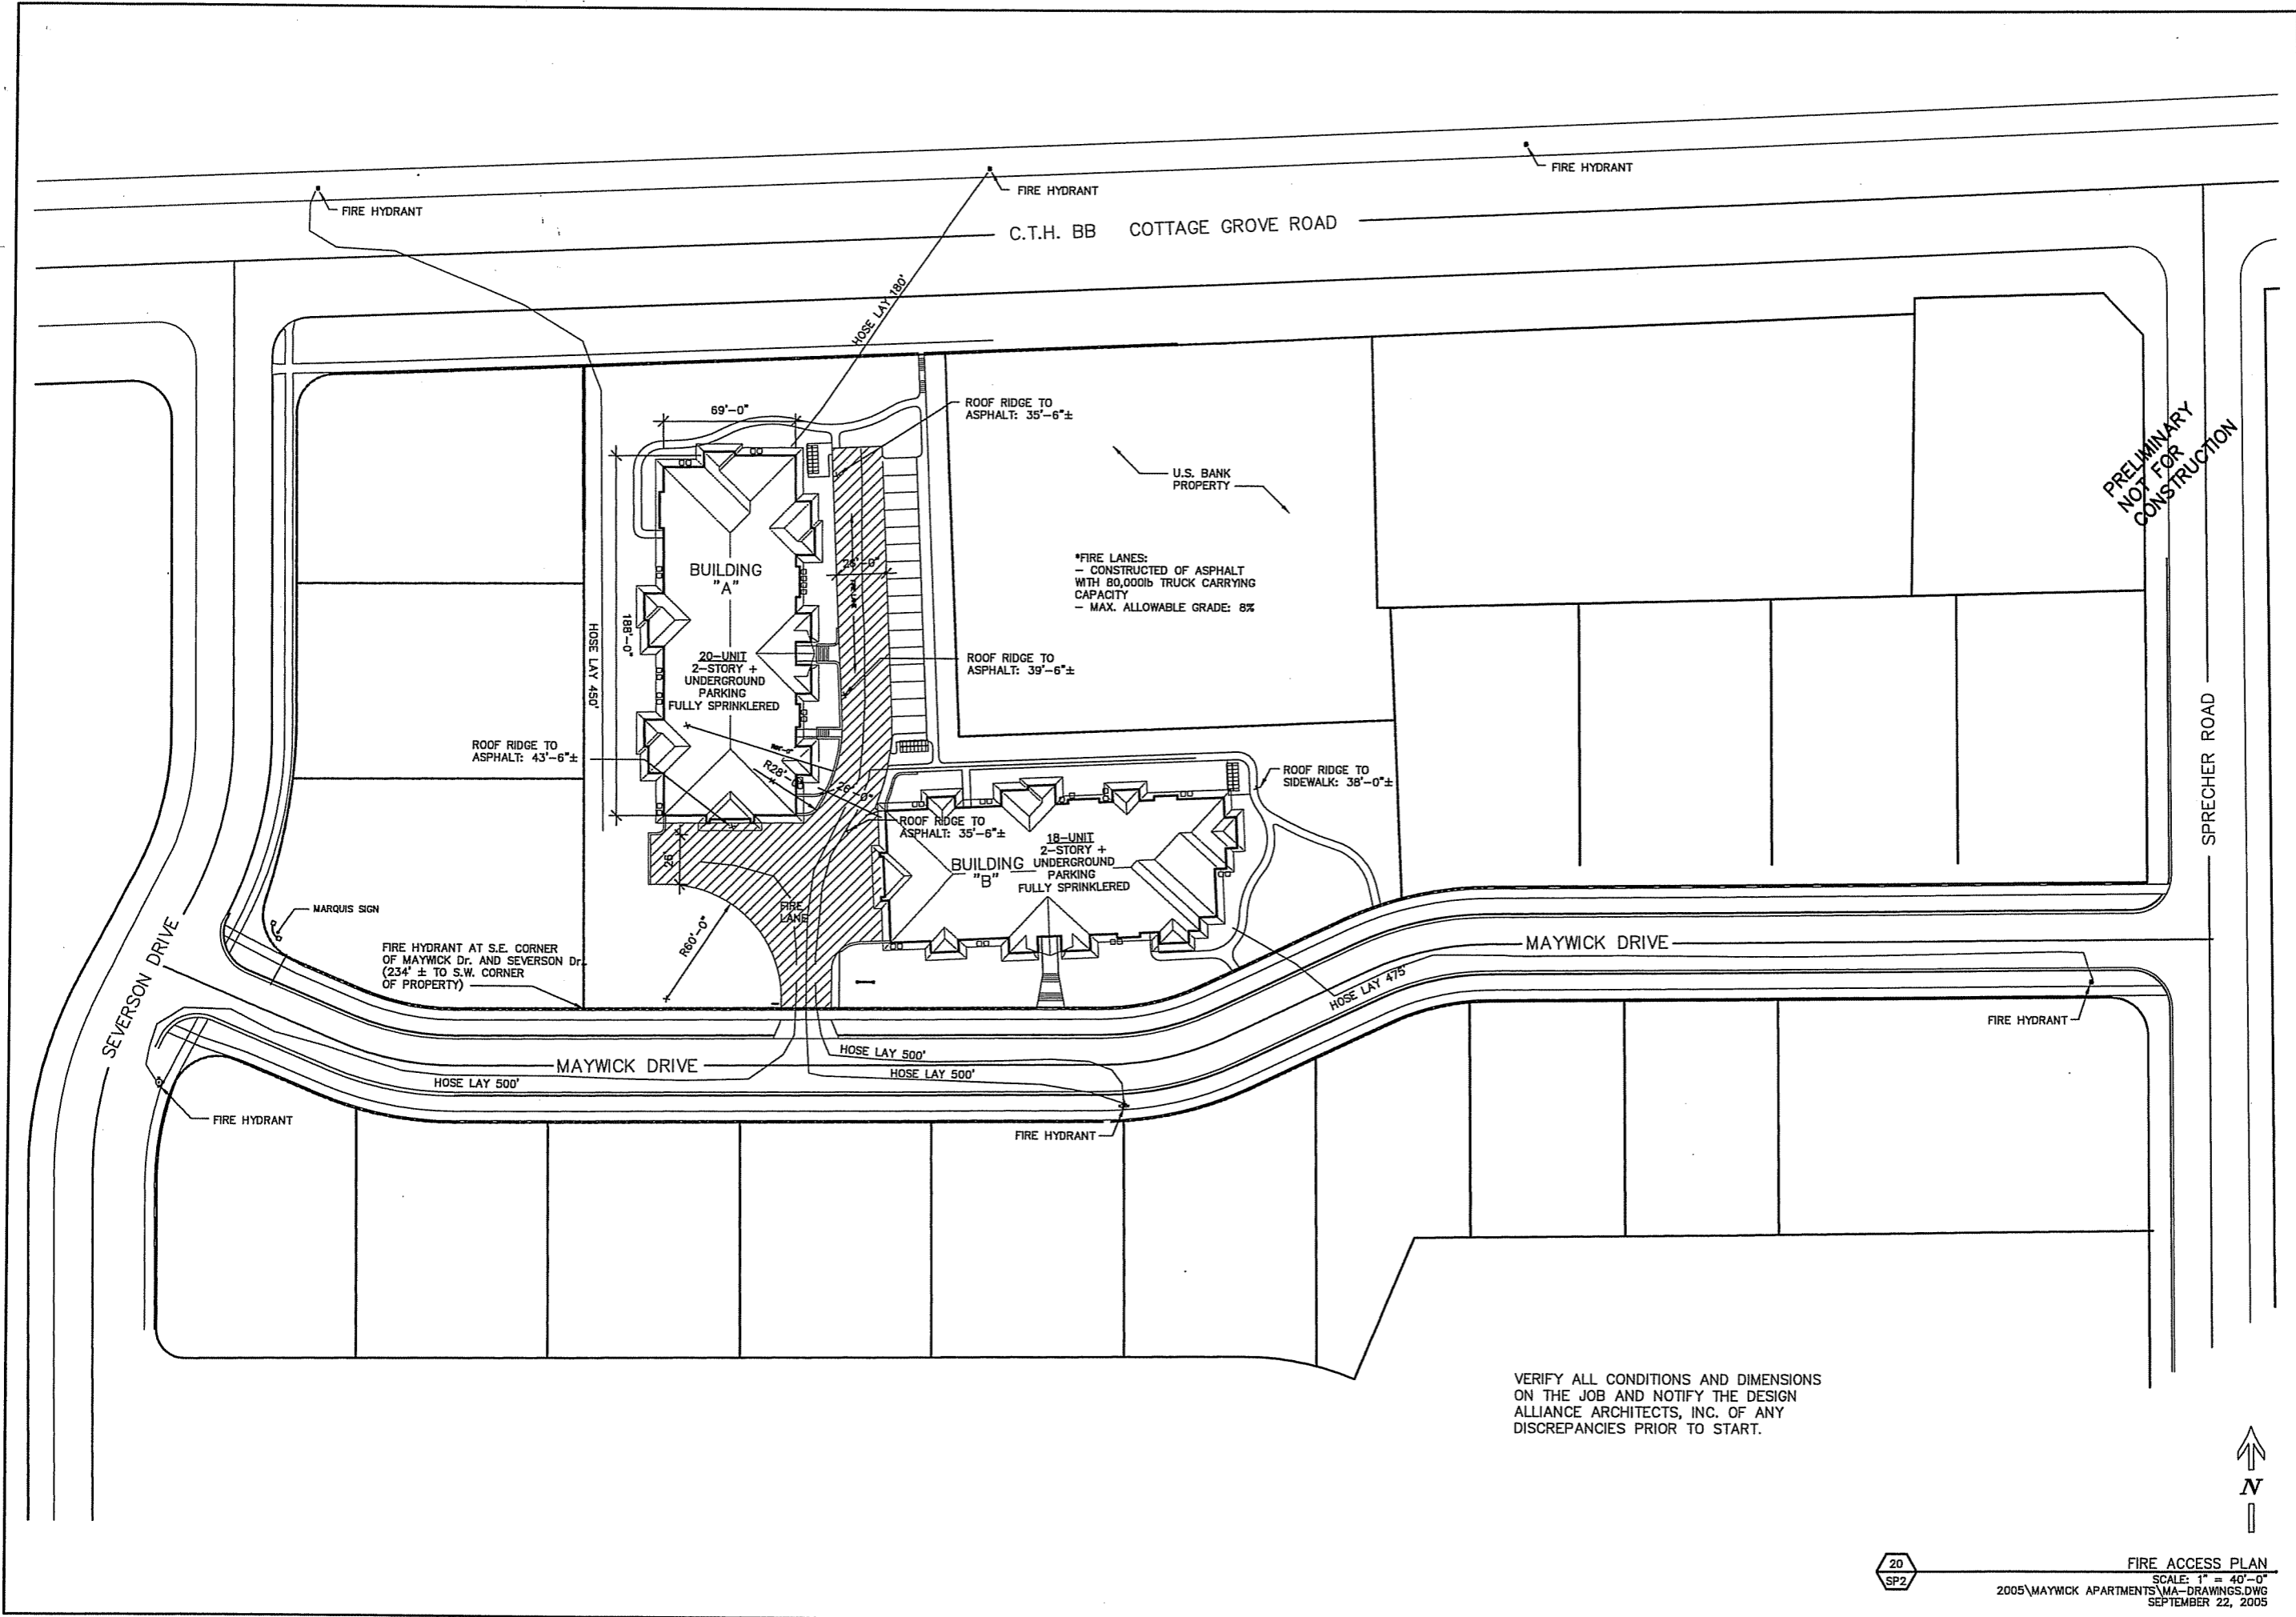 FIRE HYDRANT
FIRE HYDRANT
FIRE HYDRANT
C.T.H. BB COTTAGE GROVE ROAD
HOSE LAY 180'
69'-0"
ROOF RIDGE TO
ASPHALT: 35'-6"±
U.S. BANK
PROPERTY
PRELIMINARY
NOT FOR
CONSTRUCTION
*FIRE LANES:
- CONSTRUCTED OF ASPHALT
WITH 80,000lb TRUCK CARRYING
CAPACITY
- MAX. ALLOWABLE GRADE: 8%
BUILDING
"A"
26'-0"
188'-0"
HOSE LAY 450'
20-UNIT
2-STORY +
UNDERGROUND
PARKING
FULLY SPRINKLERED
ROOF RIDGE TO
ASPHALT: 39'-6"±
ROOF RIDGE TO
ASPHALT: 43'-6"±
R28'-0"
26'-0"
ROOF RIDGE TO
SIDEWALK: 38'-0"±
ROOF RIDGE TO
ASPHALT: 35'-6"±
26'
BUILDING
"B"
18-UNIT
2-STORY +
UNDERGROUND
PARKING
FULLY SPRINKLERED
SPRECHER ROAD
FIRE
LANE
R60'-0"
MARQUIS SIGN
FIRE HYDRANT AT S.E. CORNER
OF MAYWICK Dr. AND SEVERSON Dr.
(234' ± TO S.W. CORNER
OF PROPERTY)
SEVERSON DRIVE
MAYWICK DRIVE
HOSE LAY 475'
FIRE HYDRANT
HOSE LAY 500'
MAYWICK DRIVE
HOSE LAY 500'
HOSE LAY 500'
FIRE HYDRANT
FIRE HYDRANT
VERIFY ALL CONDITIONS AND DIMENSIONS
ON THE JOB AND NOTIFY THE DESIGN
ALLIANCE ARCHITECTS, INC. OF ANY
DISCREPANCIES PRIOR TO START.
N
20
SP2
FIRE ACCESS PLAN
SCALE: 1" = 40'-0"
2005\MAYWICK APARTMENTS\MA-DRAWINGS.DWG
SEPTEMBER 22, 2005